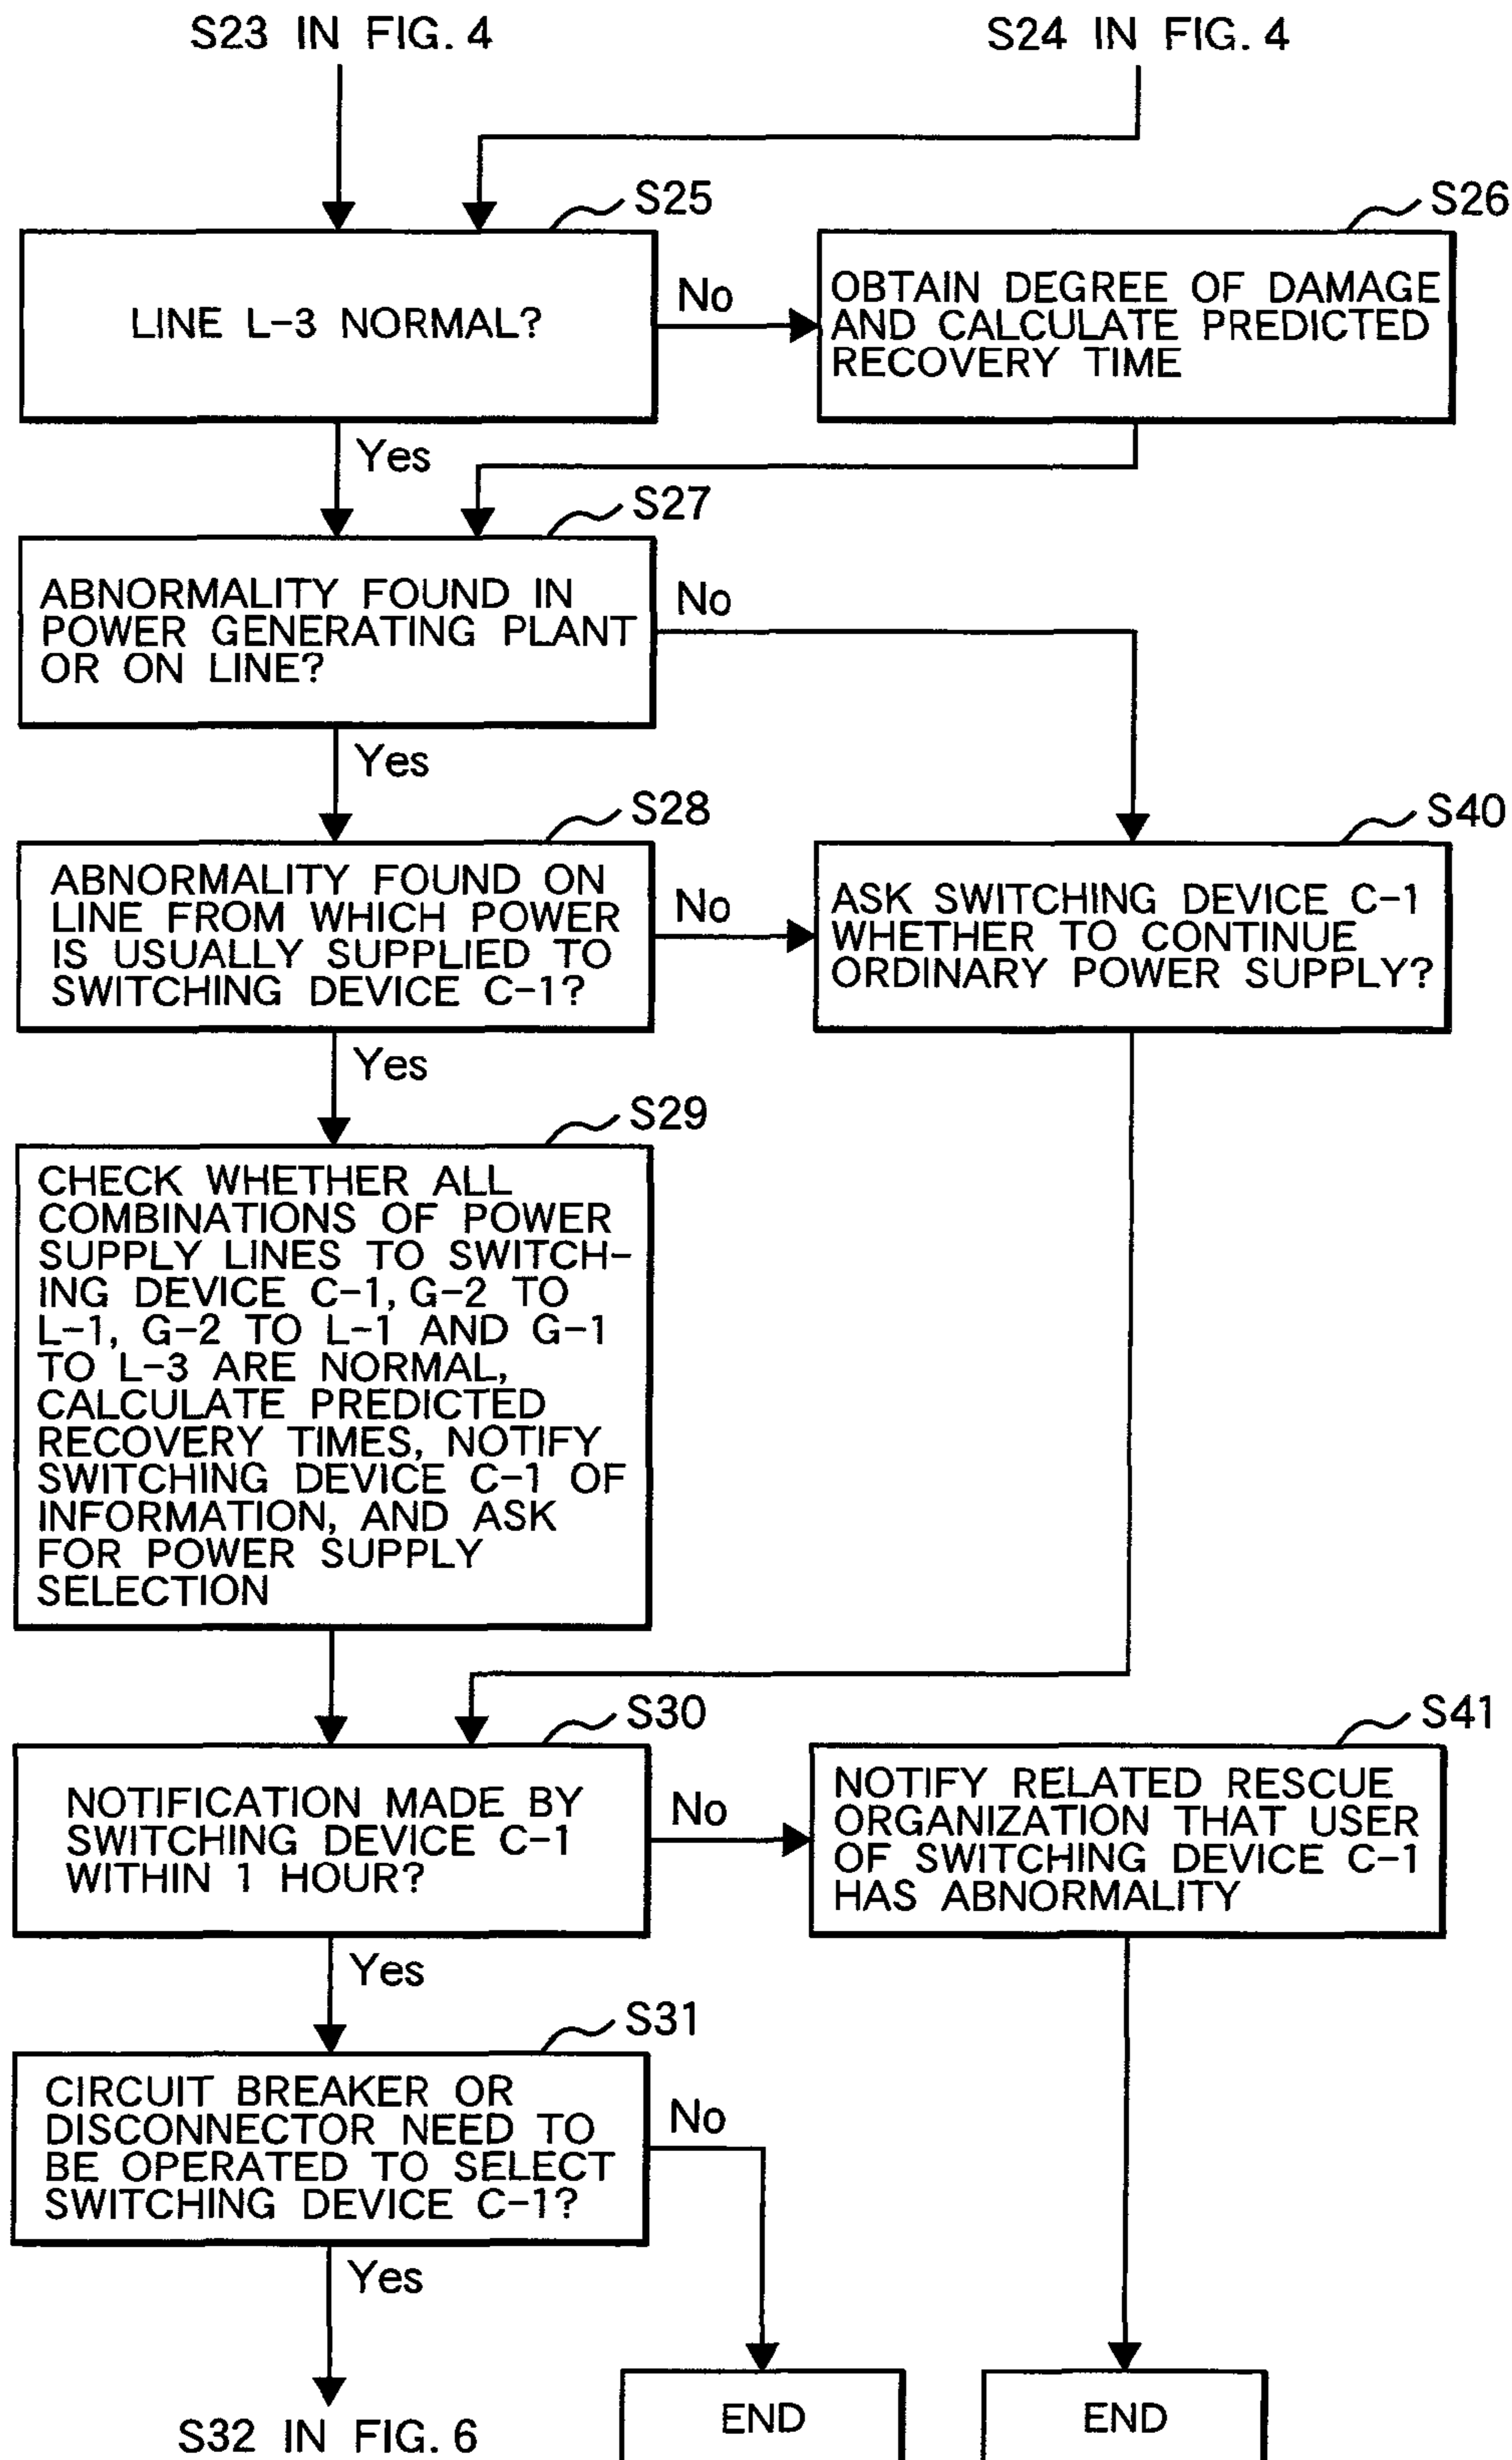 S23 IN FIG. 4
S24 IN FIG. 4
S25
S26
LINE L-3 NORMAL?
No
OBTAIN DEGREE OF DAMAGE
AND CALCULATE PREDICTED
RECOVERY TIME
Yes
S27
ABNORMALITY FOUND IN
POWER GENERATING PLANT
OR ON LINE?
No
Yes
S28
S40
ABNORMALITY FOUND ON
LINE FROM WHICH POWER
IS USUALLY SUPPLIED TO
SWITCHING DEVICE C-1?
No
ASK SWITCHING DEVICE C-1
WHETHER TO CONTINUE
ORDINARY POWER SUPPLY?
Yes
S29
CHECK WHETHER ALL
COMBINATIONS OF POWER
SUPPLY LINES TO SWITCH-
ING DEVICE C-1, G-2 TO
L-1, G-2 TO L-1 AND G-1
TO L-3 ARE NORMAL,
CALCULATE PREDICTED
RECOVERY TIMES, NOTIFY
SWITCHING DEVICE C-1 OF
INFORMATION, AND ASK
FOR POWER SUPPLY
SELECTION
S30
S41
NOTIFICATION MADE BY
SWITCHING DEVICE C-1
WITHIN 1 HOUR?
No
NOTIFY RELATED RESCUE
ORGANIZATION THAT USER
OF SWITCHING DEVICE C-1
HAS ABNORMALITY
Yes
S31
CIRCUIT BREAKER OR
DISCONNECTOR NEED TO
BE OPERATED TO SELECT
SWITCHING DEVICE C-1?
No
Yes
S32 IN FIG. 6
END
END